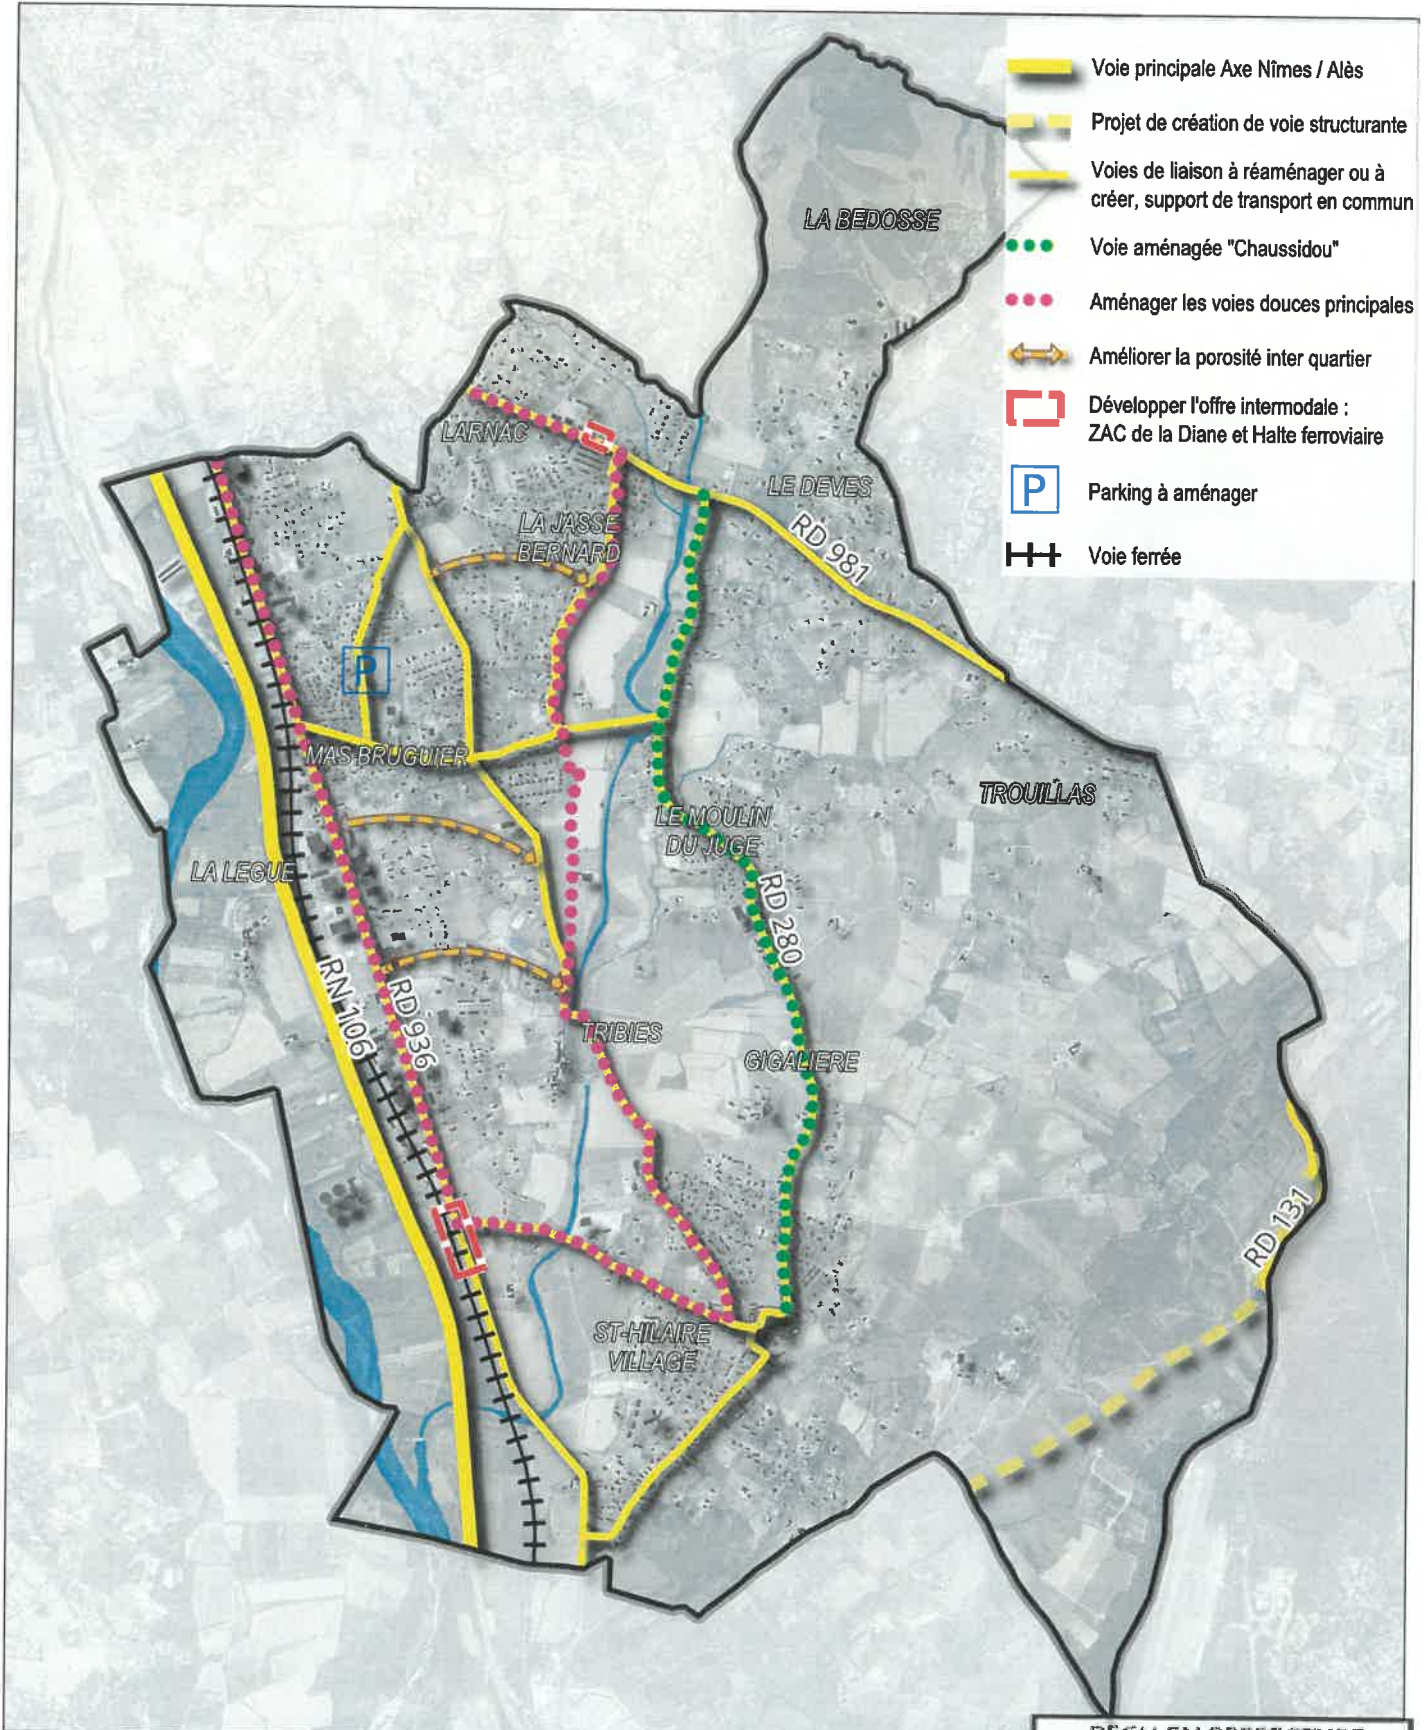 Voie principale Axe Nîmes / Alès
Projet de création de voie structurante
Voies de liaison à réaménager ou à
créer, support de transport en commun
Voie aménagée "Chaussidou"
Aménager les voies douces principales
Améliorer la porosité inter quartier
Développer l'offre intermodale :
ZAC de la Diane et Halte ferroviaire
P
Parking à aménager
Voie ferrée
LA BEDOSSE
LARNAC
LE DEVES
LA JASSE
BERNARD
RD 981
P
MAS BRUGUIER
TROUILLAS
LE MOULIN
DU JUGE
LA LEGUE
RD 280
RN 106
RD 936
TRIBIES
GIGALIERE
RD 131
ST-HILAIRE
VILLAGE